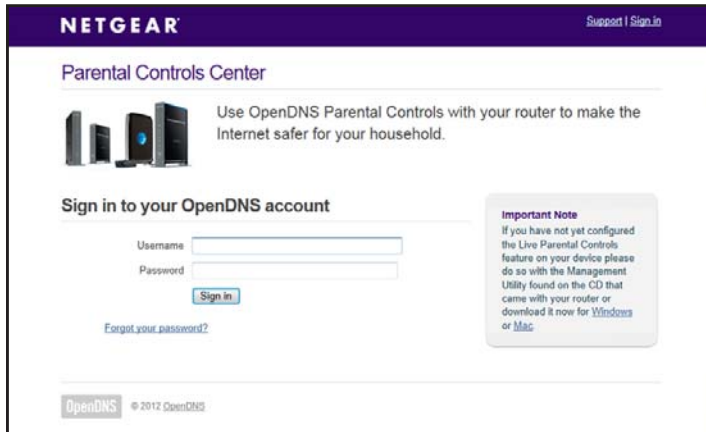 NETGEAR
Support | Sign in
Parental Controls Center
Use OpenDNS Parental Controls with your router to make the
Internet safer for your household.
Sign in to your OpenDNS account
Username
Password
Sign in
Forgot your password?
Important Note
If you have not yet configured
the Live Parental Controls
feature on your device please
do so with the Management
Utility found on the CD that
came with your router or
download it now for Windows
or Mac.
OpenDNS © 2012 OpenDNS